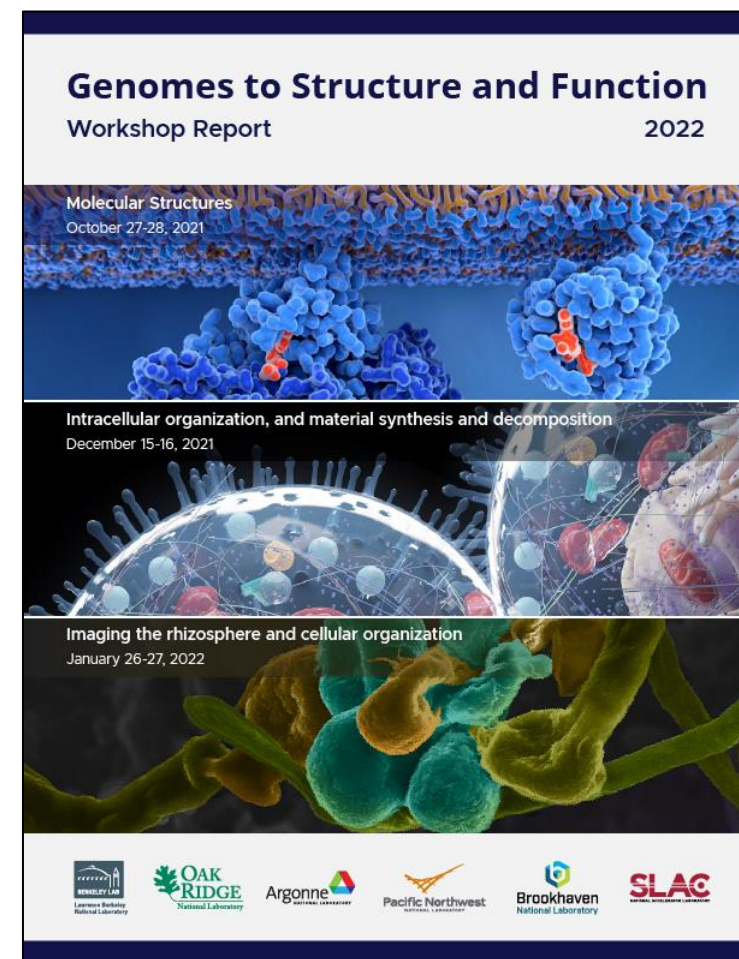 Genomes to Structure and Function
Workshop Report 2022
Molecular Structures
October 27-28, 2021
Intracellular organization, and material synthesis and decomposition
December 15-16, 2021
Imaging the rhizosphere and cellular organization
January 26-27, 2022
BERKELEY LAB
Lawrence Berkeley
National Laboratory
OAK
RIDGE
National Laboratory
Argonne
NATIONAL LABORATORY
Pacific Northwest
NATIONAL LABORATORY
Brookhaven
National Laboratory
SLAC
NATIONAL ACCELERATOR LABORATORY